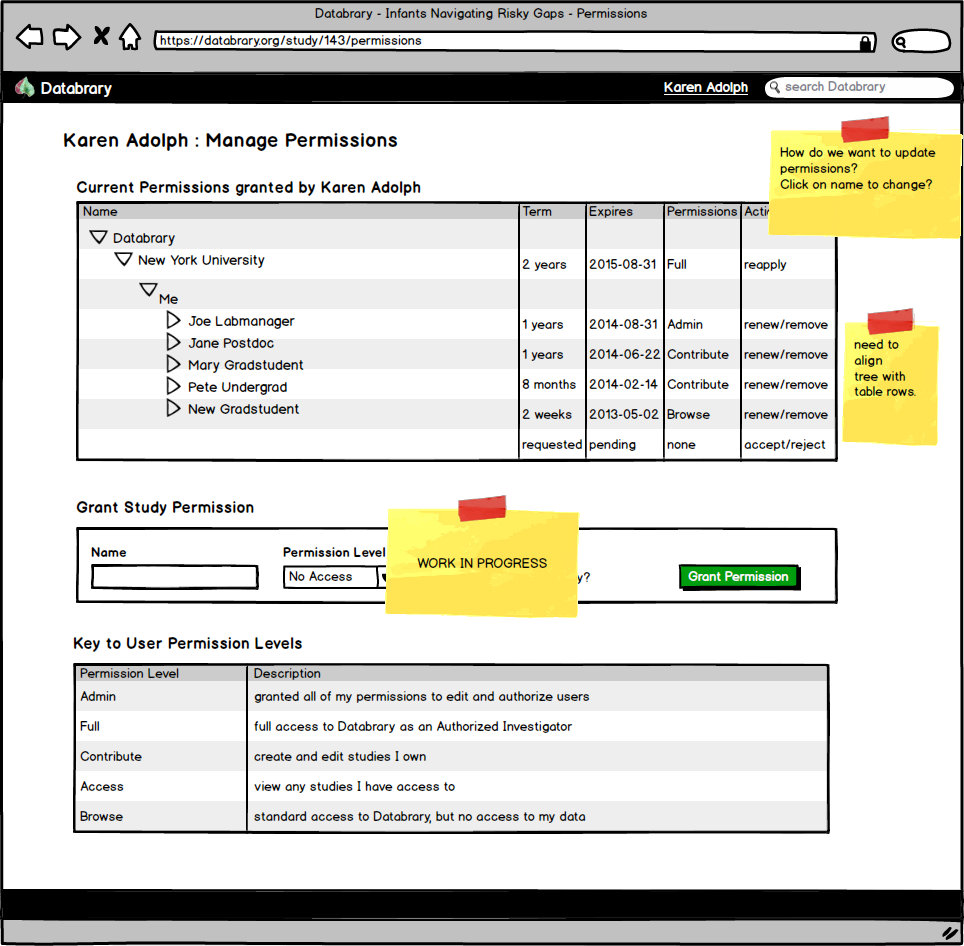 Databrary - Infants Navigating Risky Gaps - Permissions
https://databrary.org/study/143/permissions
Databrary
Karen Adolph
search Databrary
Karen Adolph : Manage Permissions
How do we want to update
permissions?
Click on name to change?
Current Permissions granted by Karen Adolph
Name Term Expires Permissions
Databrary
New York University 2 years 2015-08-31 Full reapply
Me
Joe Labmanager 1 years 2014-08-31 Admin renew/remove
Jane Postdoc 1 years 2014-06-22 Contribute renew/remove
Mary Gradstudent 8 months 2014-02-14 Contribute renew/remove
Pete Undergrad 2 weeks 2013-05-02 Browse renew/remove
New Gradstudent requested pending none accept/reject
need to
align
tree with
table rows.
Grant Study Permission
Name Permission Level
No Access y?
WORK IN PROGRESS
Grant Permission
Key to User Permission Levels
Permission Level Description
Admin granted all of my permissions to edit and authorize users
Full full access to Databrary as an Authorized Investigator
Contribute create and edit studies I own
Access view any studies I have access to
Browse standard access to Databrary, but no access to my data